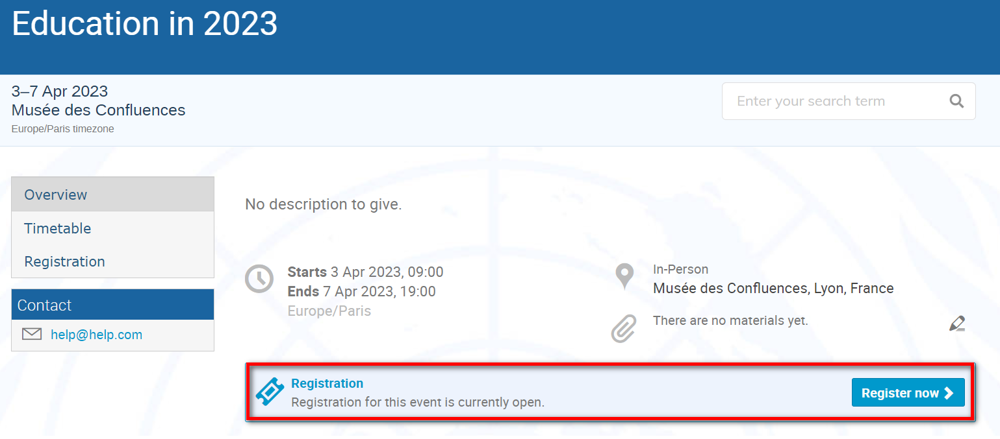 Education in 2023
3–7 Apr 2023
Musée des Confluences
Europe/Paris timezone
Enter your search term
Overview
Timetable
Registration
Contact
help@help.com
No description to give.
Starts 3 Apr 2023, 09:00
Ends 7 Apr 2023, 19:00
Europe/Paris
In-Person
Musée des Confluences, Lyon, France
There are no materials yet.
Registration
Registration for this event is currently open.
Register now